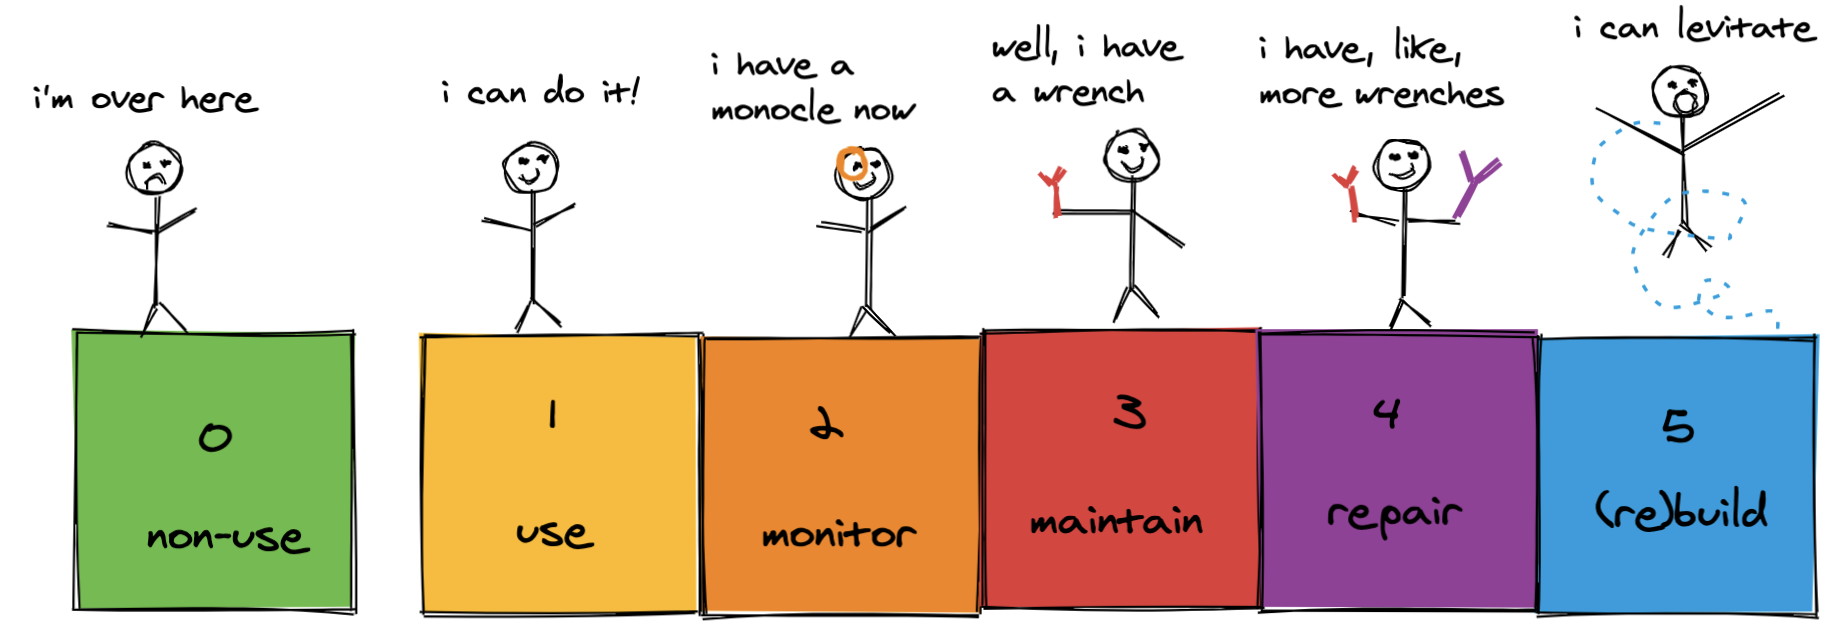 i'm over here
i can do it!
i have a
monocle now
well, i have
a wrench
i have, like,
more wrenches
i can levitate
0
non-use
1
use
2
monitor
3
maintain
4
repair
5
(re)build